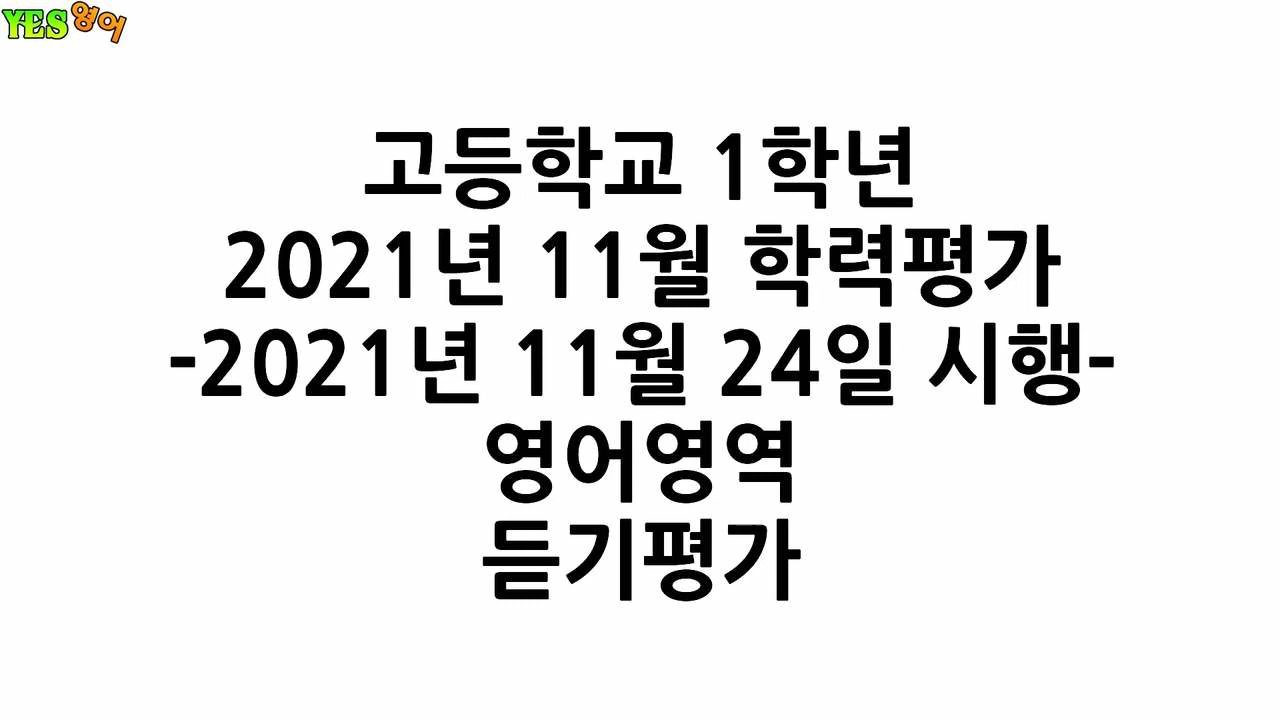 YES영어
고등학교 1학년
2021년 11월 학력평가
-2021년 11월 24일 시행-
영어영역
듣기평가